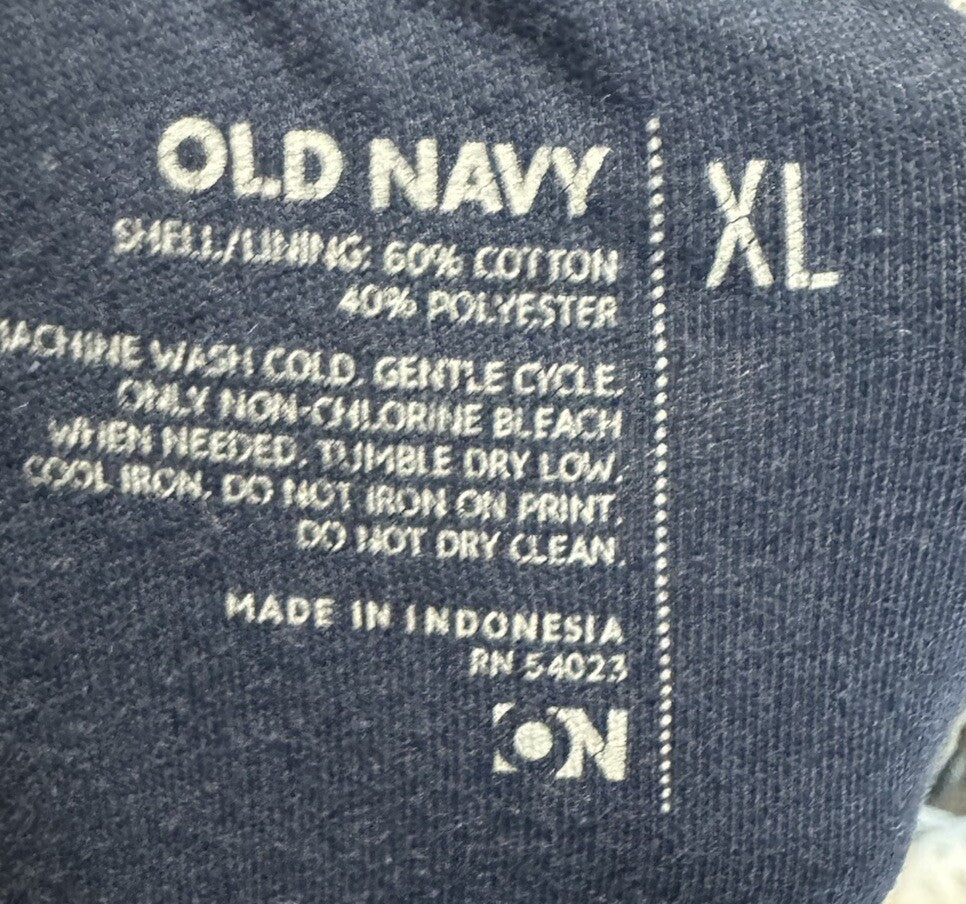 OLD NAVY
SHELL/LINING: 60% COTTON
40% POLYESTER
MACHINE WASH COLD. GENTLE CYCLE.
ONLY NON-CHLORINE BLEACH
WHEN NEEDED. TUMBLE DRY LOW.
COOL IRON. DO NOT IRON ON PRINT.
DO NOT DRY CLEAN.
MADE IN INDONESIA
RN 54023
XL